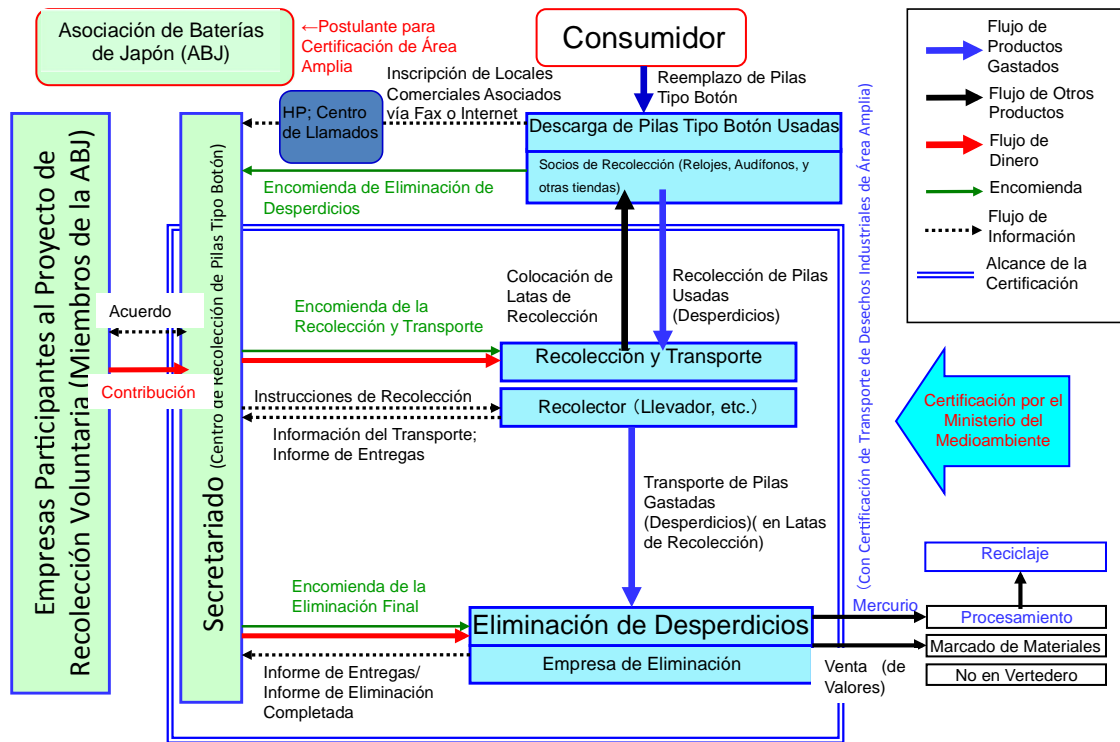 Asociación de Baterías
de Japón (ABJ)
←Postulante para
Certificación de Área
Amplia
Consumidor
Reemplazo de Pilas
Tipo Botón
Inscripción de Locales
Comerciales Asociados
vía Fax o Internet
HP; Centro
de Llamados
Descarga de Pilas Tipo Botón Usadas
Socios de Recolección (Relojes, Audífonos, y
otras tiendas)
Encomienda de Eliminación de
Desperdicios
Empresas Participantes al Proyecto de
Recolección Voluntaria (Miembros de la ABJ)
Secretariado (Centro de Recolección de Pilas Tipo Botón)
Acuerdo
Contribución
Colocación de
Latas de
Recolección
Recolección de Pilas
Usadas
(Desperdicios)
Encomienda de la
Recolección y Transporte
Recolección y Transporte
Instrucciones de Recolección
Recolector (Llevador, etc.)
Información del Transporte;
Informe de Entregas
Transporte de Pilas
Gastadas
(Desperdicios)( en Latas
de Recolección)
Encomienda de la
Eliminación Final
Eliminación de Desperdicios
Empresa de Eliminación
Informe de Entregas/
Informe de Eliminación
Completada
(Con Certificación de Transporte de Desechos Industriales de Área Amplia)
Flujo de
Productos
Gastados
Flujo de Otros
Productos
Flujo de
Dinero
Encomienda
Flujo de
Información
Alcance de la
Certificación
Certificación por el
Ministerio del
Medioambiente
Reciclaje
Mercurio
Procesamiento
Marcado de Materiales
Venta (de
Valores)
No en Vertedero